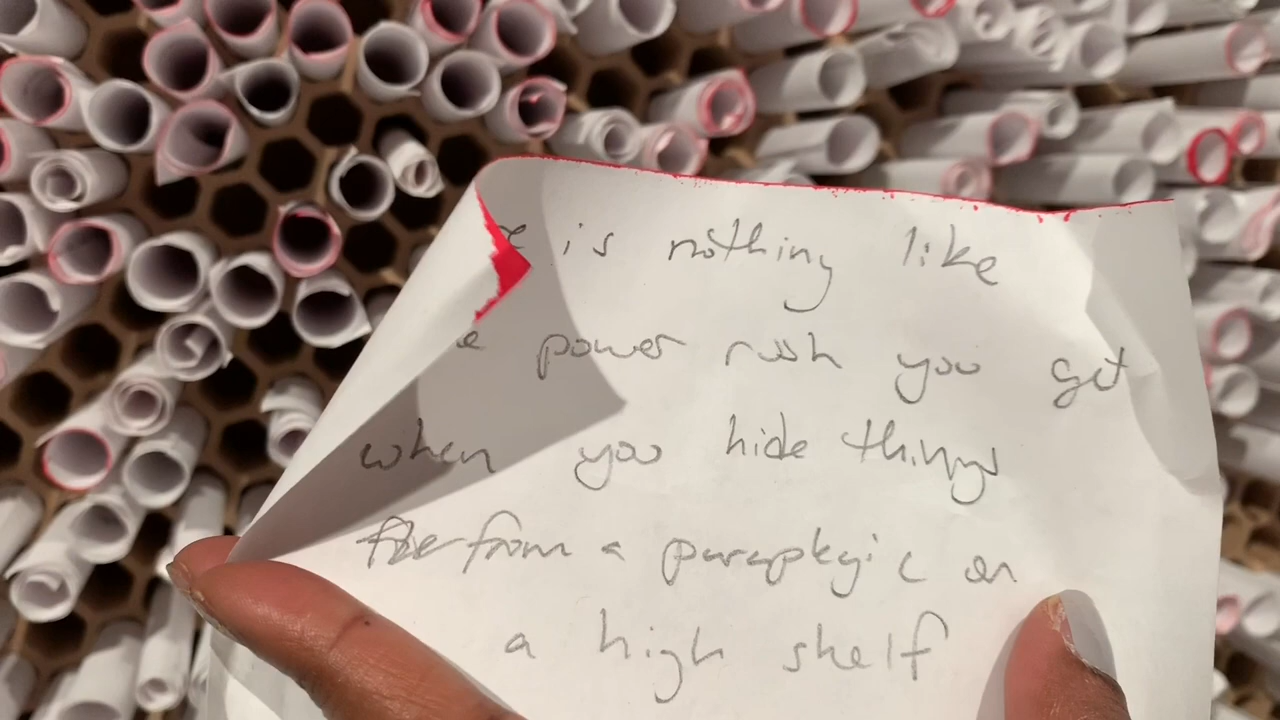 is nothing like
power rush you get
when you hide things
from a paraplegic on
a high shelf